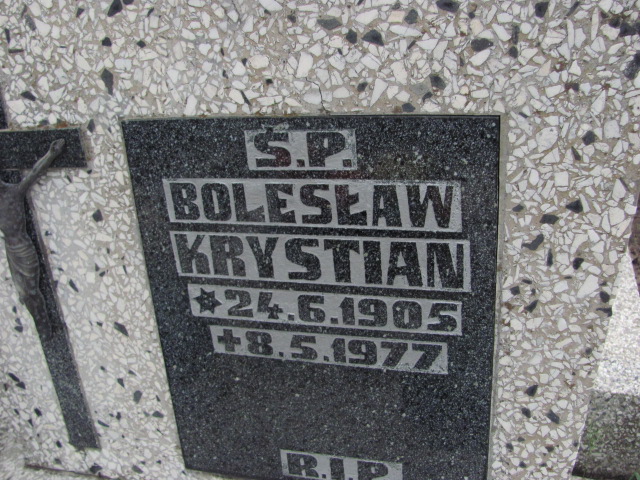 Ś.P.
BOLESŁAW
KRYSTIAN
* 24.6.1905
+ 8.5.1977
R.I.P.